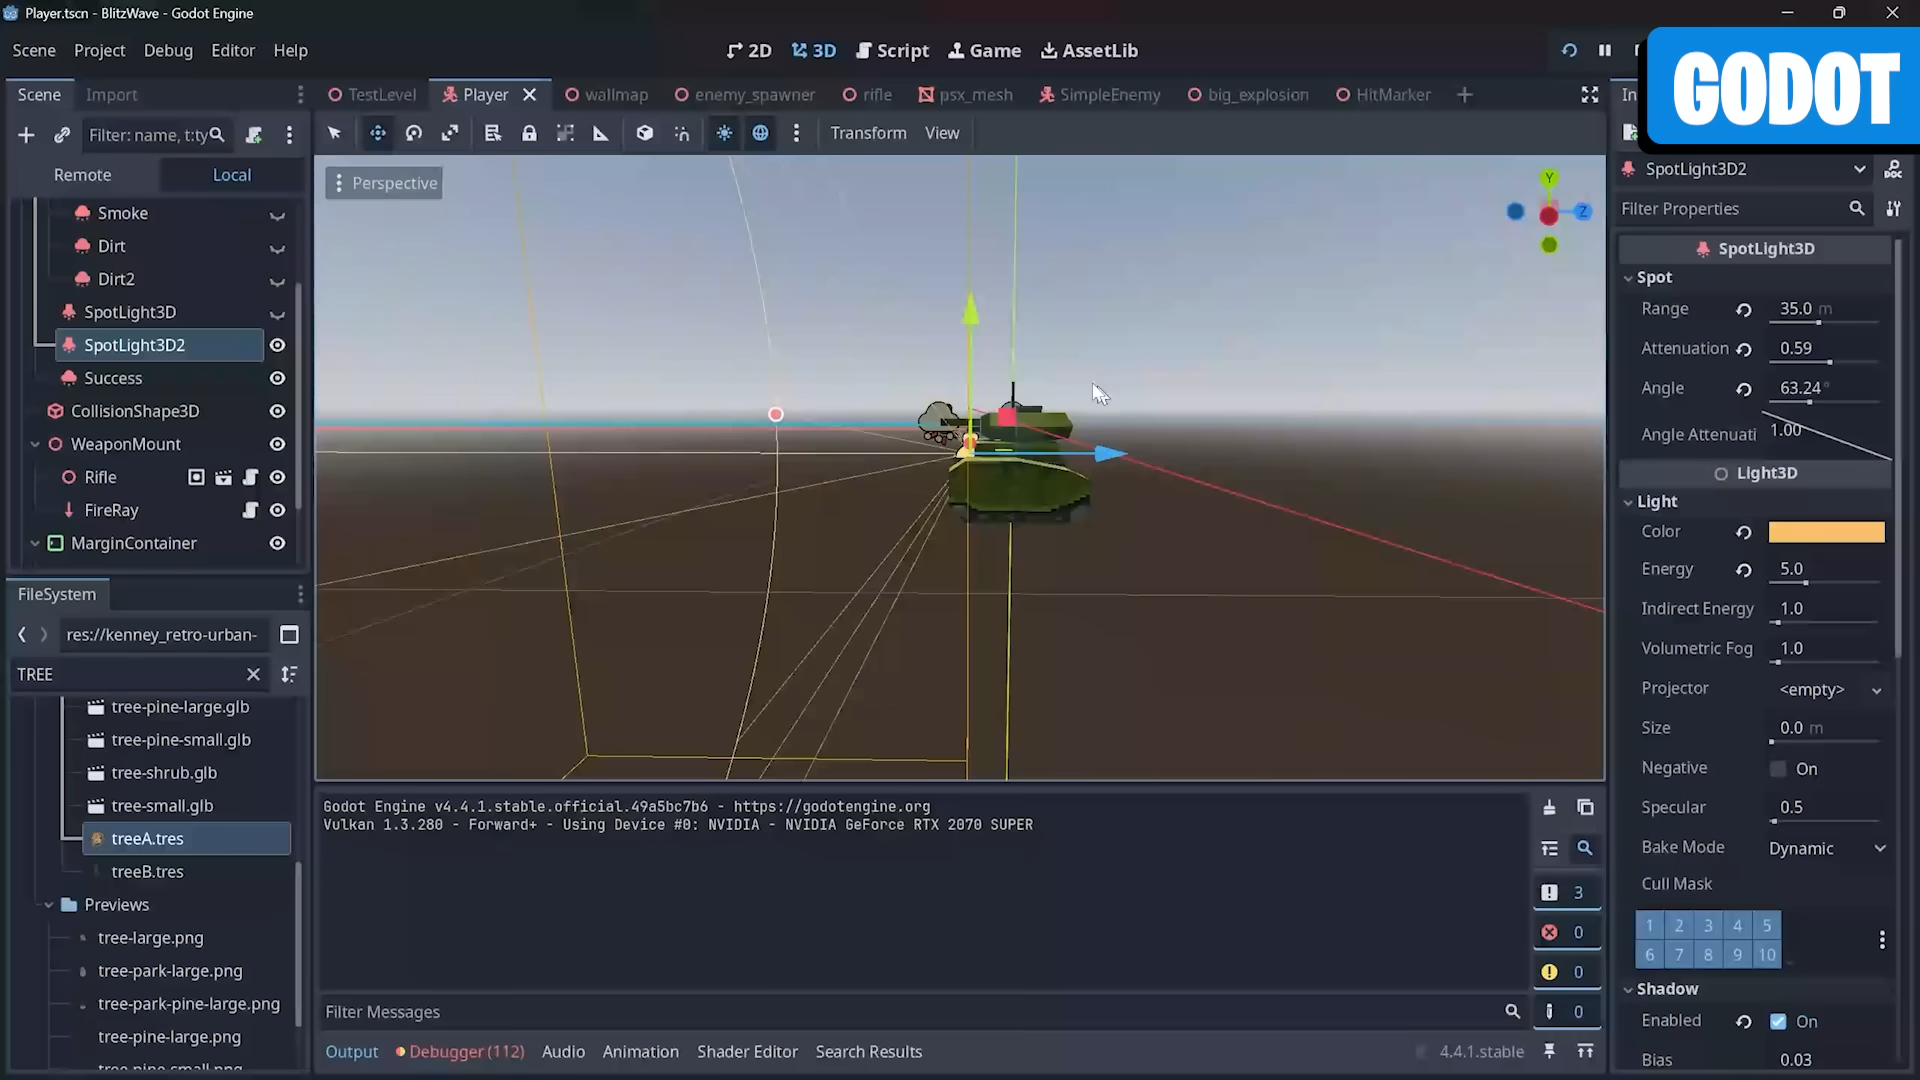 Player.tscn - BlitzWave - Godot Engine
Scene Project Debug Editor Help
2D 3D Script Game AssetLib
GODOT
Scene Import
TestLevel Player wallmap enemy_spawner rifle psx_mesh SimpleEnemy big_explosion HitMarker
In
Filter: name, t:ty
Transform View
Remote Local
Perspective
Y
Z
SpotLight3D2
DOC
Filter Properties
Smoke
Dirt
Dirt2
SpotLight3D
SpotLight3D2
Success
CollisionShape3D
WeaponMount
Rifle
FireRay
MarginContainer
SpotLight3D
Spot
Range 35.0 m
Attenuation 0.59
Angle 63.24°
Angle Attenuati 1.00
Light3D
Light
Color
Energy 5.0
Indirect Energy 1.0
Volumetric Fog 1.0
Projector <empty>
Size 0.0 m
Negative On
Specular 0.5
Bake Mode Dynamic
Cull Mask
1 2 3 4 5
6 7 8 9 10
Shadow
Enabled On
Bias 0.03
FileSystem
res://kenney_retro-urban-
TREE
tree-pine-large.glb
tree-pine-small.glb
tree-shrub.glb
tree-small.glb
treeA.tres
treeB.tres
Previews
tree-large.png
tree-park-large.png
tree-park-pine-large.png
tree-pine-large.png
tree-pine-small.png
Godot Engine v4.4.1.stable.official.49a5bc7b6 - https://godotengine.org
Vulkan 1.3.280 - Forward+ - Using Device #0: NVIDIA - NVIDIA GeForce RTX 2070 SUPER
3
0
0
0
Filter Messages
Output Debugger (112) Audio Animation Shader Editor Search Results
4.4.1.stable